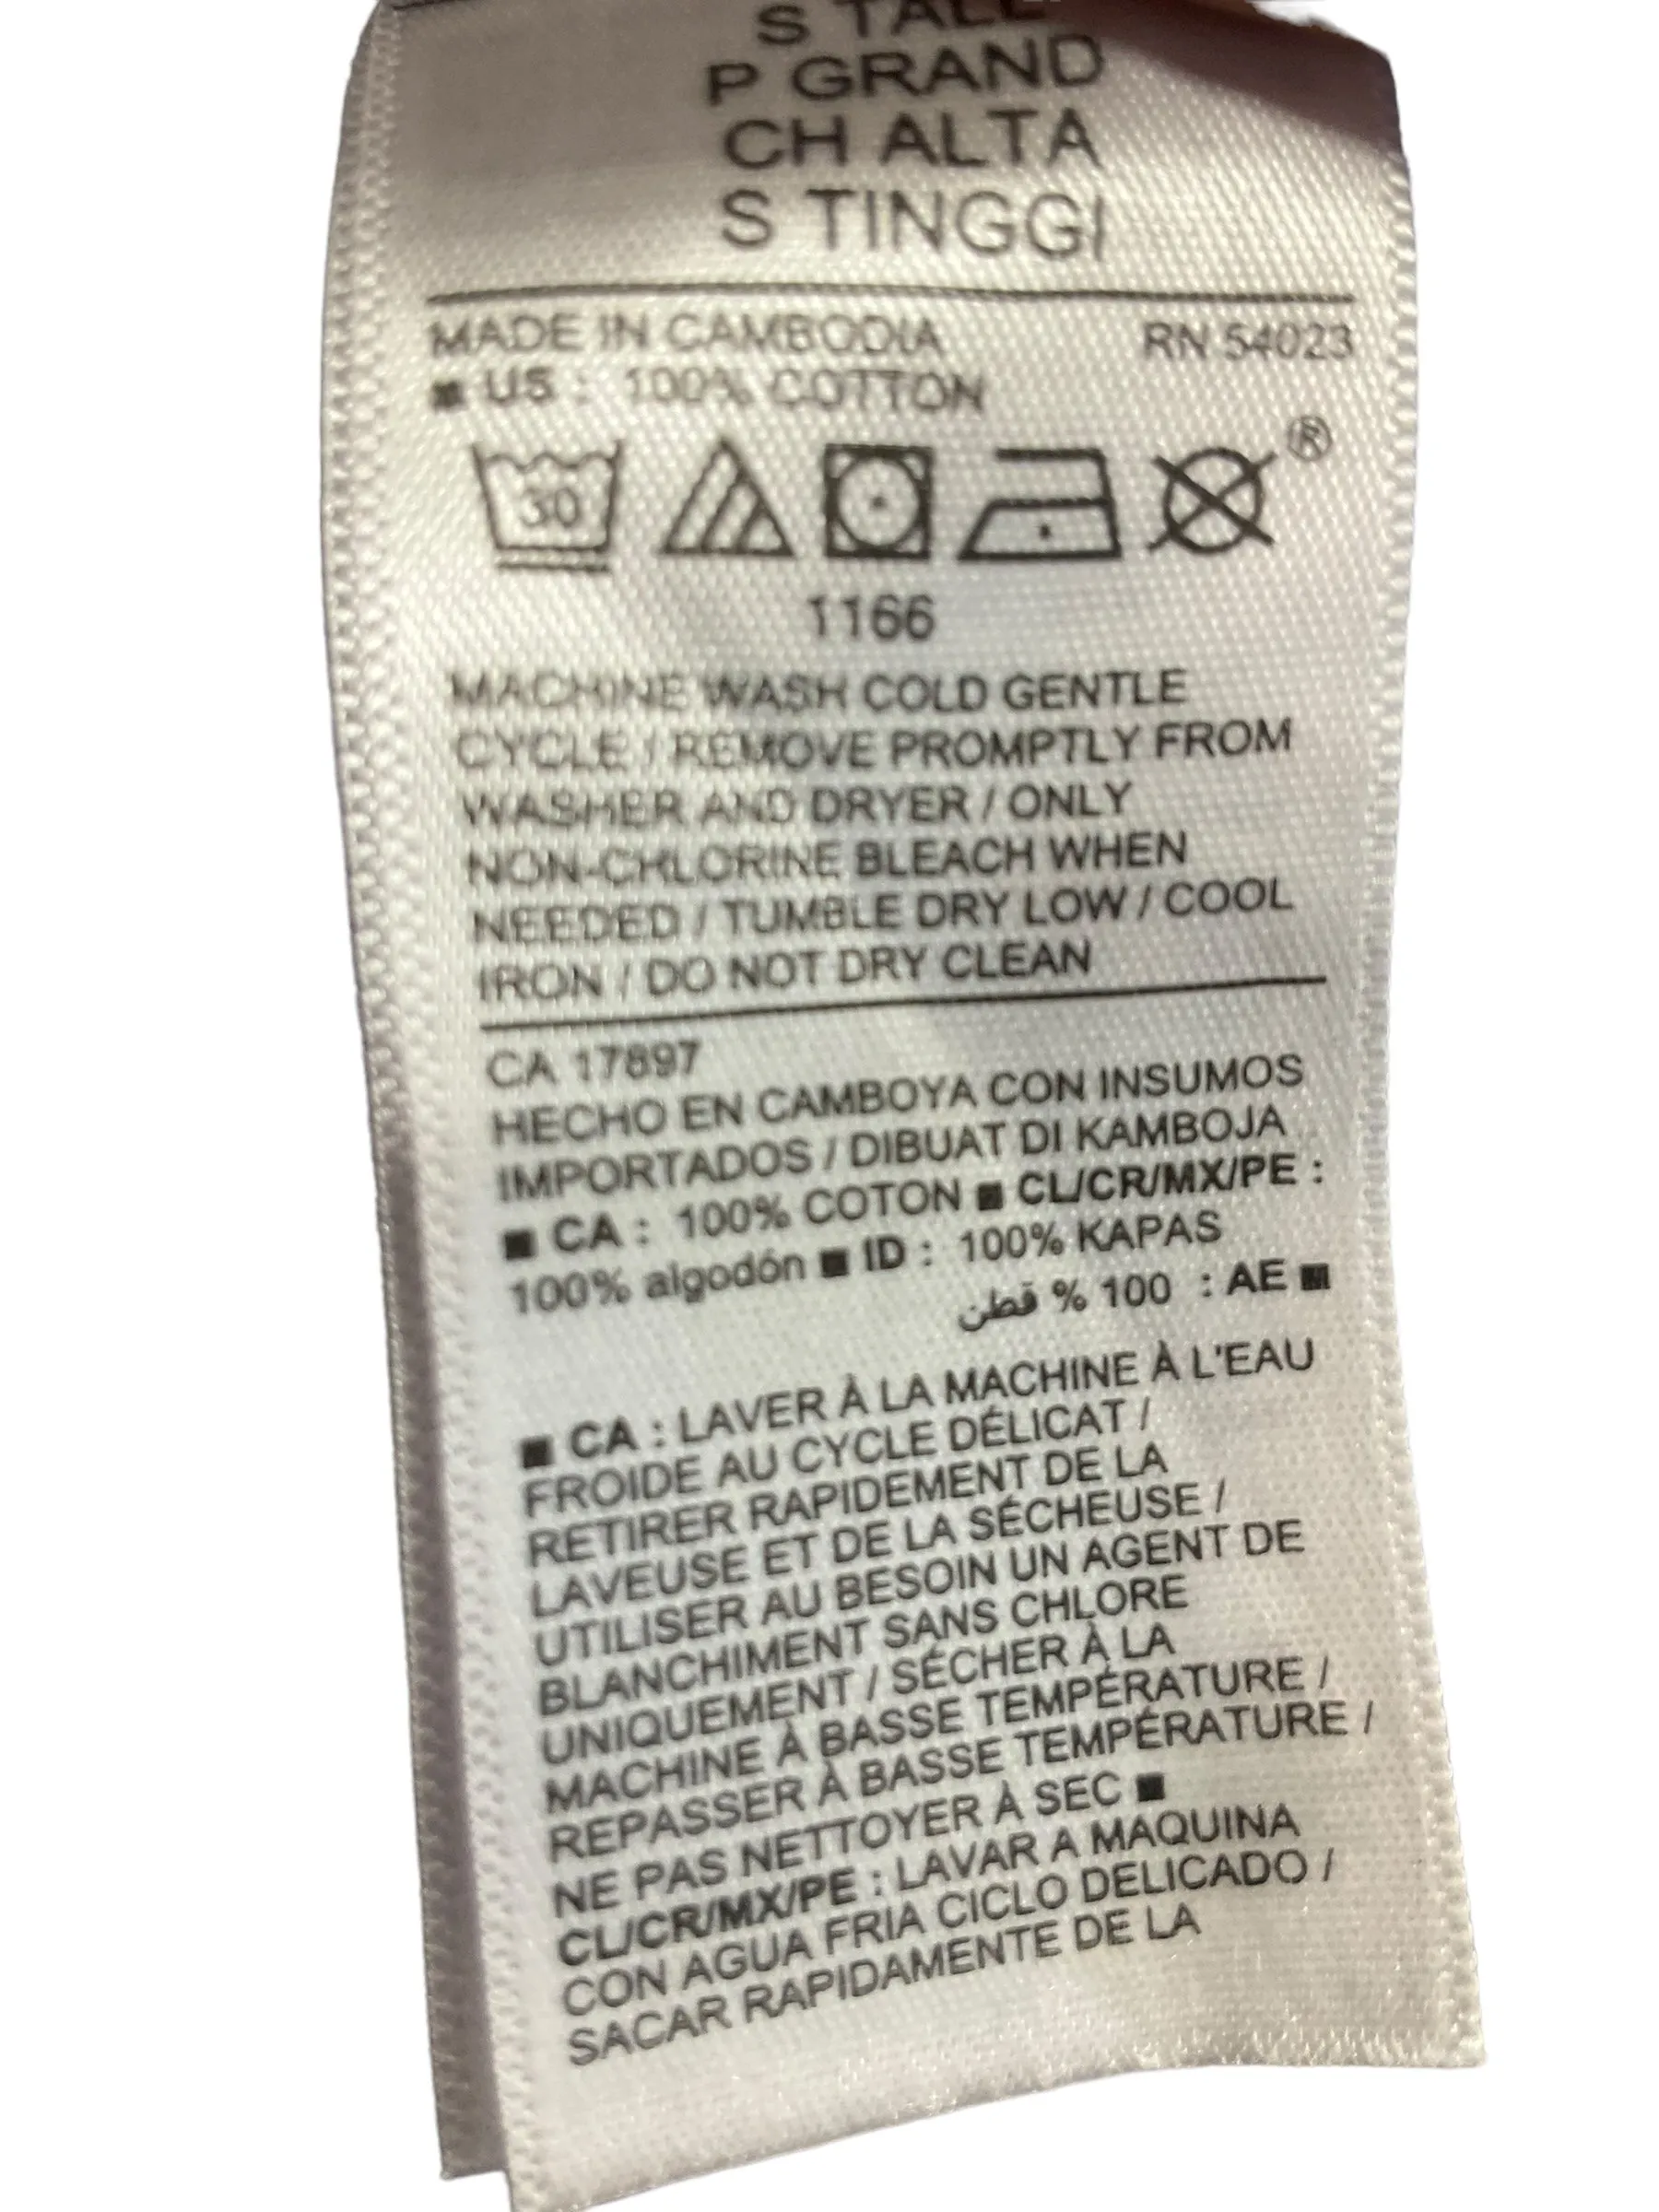 S TALL
P GRAND
CH ALTA
S TINGGI
MADE IN CAMBODIA RN 54023
■ US : 100% COTTON
30 ®
1166
MACHINE WASH COLD GENTLE
CYCLE / REMOVE PROMPTLY FROM
WASHER AND DRYER / ONLY
NON-CHLORINE BLEACH WHEN
NEEDED / TUMBLE DRY LOW / COOL
IRON / DO NOT DRY CLEAN
CA 17897
HECHO EN CAMBOYA CON INSUMOS
IMPORTADOS / DIBUAT DI KAMBOJA
■ CA : 100% COTON ■ CL/CR/MX/PE :
100% algodón ■ ID : 100% KAPAS
■ AE : 100 % قطن
■ CA : LAVER À LA MACHINE À L'EAU
FROIDE AU CYCLE DÉLICAT /
RETIRER RAPIDEMENT DE LA
LAVEUSE ET DE LA SÉCHEUSE /
UTILISER AU BESOIN UN AGENT DE
BLANCHIMENT SANS CHLORE
UNIQUEMENT / SÉCHER À LA
MACHINE À BASSE TEMPÉRATURE /
REPASSER À BASSE TEMPÉRATURE /
NE PAS NETTOYER À SEC ■
CL/CR/MX/PE : LAVAR A MAQUINA
CON AGUA FRIA CICLO DELICADO /
SACAR RAPIDAMENTE DE LA